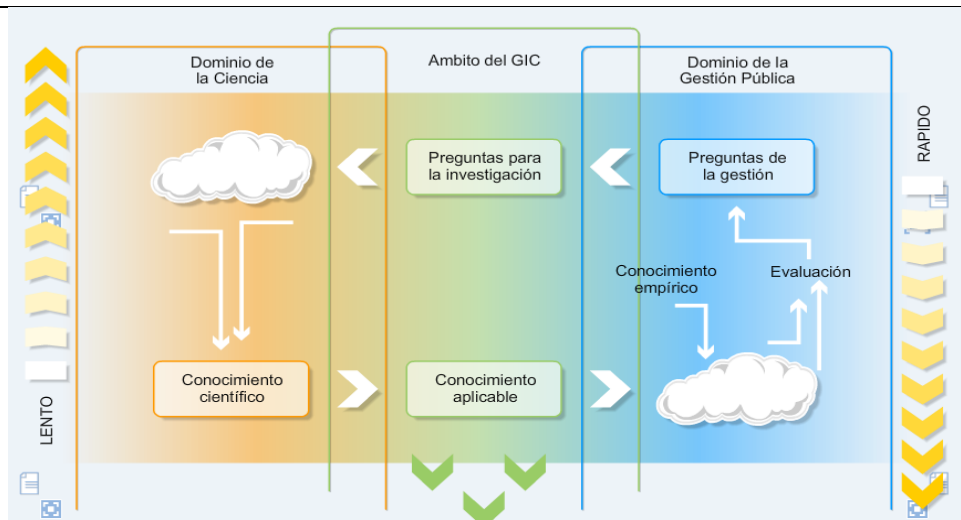 Dominio de
la Ciencia
Ambito del GIC
Dominio de la
Gestión Pública
RAPIDO
Preguntas para
la investigación
Preguntas de
la gestión
Conocimiento
empírico
Evaluación
Conocimiento
científico
Conocimiento
aplicable
LENTO